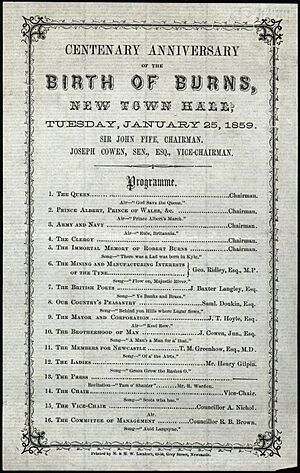 CENTENARY ANNIVERSARY
OF THE
BIRTH OF BURNS,
NEW TOWN HALL,
TUESDAY, JANUARY 25, 1859.
SIR JOHN FIFE, CHAIRMAN.
JOSEPH COWEN, SEN., ESQ., VICE-CHAIRMAN.
Programme.
1. THE QUEEN Chairman.
Air—"God Save the Queen."
2. PRINCE ALBERT, PRINCE OF WALES, &c. Chairman.
Air—"Prince Albert's March."
3. ARMY AND NAVY Chairman.
Air—"Rule, Britannia."
4. THE CLERGY Chairman.
5. THE IMMORTAL MEMORY OF ROBERT BURNS Chairman.
Song—"There was a Lad was born in Kyle."
6. THE MINING AND MANUFACTURING INTERESTS OF THE TYNE Geo. Ridley, Esq., M.P.
Song—"Flow on, Majestic River."
7. THE BRITISH POETS J. Baxter Langley, Esq.
Song—"Ye Banks and Braes."
8. OUR COUNTRY'S PEASANTRY Saml. Donkin, Esq.
Song—"Behind yon Hills where Lugar flows."
9. THE MAYOR AND CORPORATION J. T. Hoyle, Esq.
Air—"Keel Row."
10. THE BROTHERHOOD OF MAN J. Cowen, Jun., Esq.
Song—"A Man's a Man for a' that."
11. THE MEMBERS FOR NEWCASTLE T. M. Greenhow, Esq., M.D.
Song—"Of a' the Airts."
12. THE LADIES Mr. Henry Gilpin.
Song—"Green Grow the Rashes O."
13. THE PRESS
Recitation—"Tam o' Shanter" Mr. R. Warden.
14. THE CHAIR Vice-Chair.
Song—"Scots wha hae."
15. THE VICE-CHAIR Councillor A. Nichol.
Air
16. THE COMMITTEE OF MANAGEMENT Councillor R. B. Brown.
Song—"Auld Langsyne."
Printed by M. & M. W. Lambert, Grey Street, Newcastle.